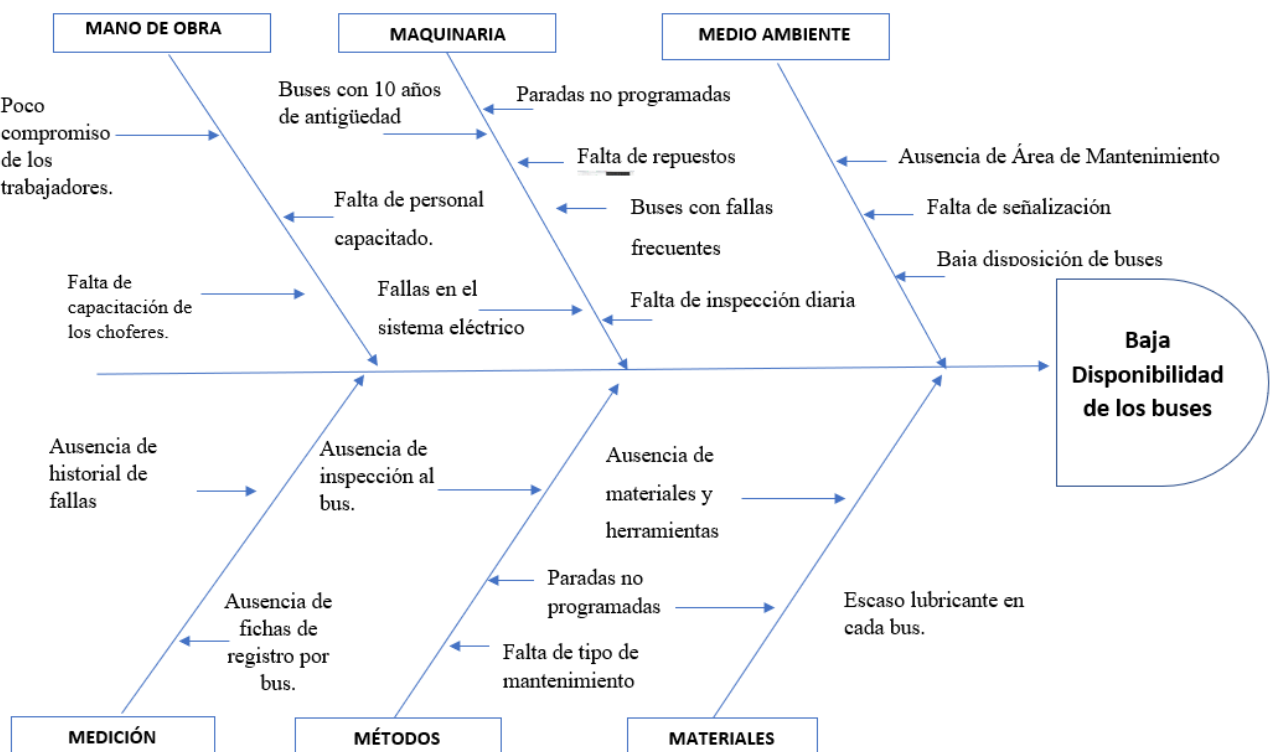 MANO DE OBRA
MAQUINARIA
MEDIO AMBIENTE
Poco
compromiso
de los
trabajadores.
Falta de personal
capacitado.
Falta de
capacitación de
los choferes.
Buses con 10 años
de antigüedad
Paradas no programadas
Falta de repuestos
Buses con fallas
frecuentes
Fallas en el
sistema eléctrico
Falta de inspección diaria
Ausencia de Área de Mantenimiento
Falta de señalización
Baja disposición de buses
Baja
Disponibilidad
de los buses
Ausencia de
historial de
fallas
Ausencia de
fichas de
registro por
bus.
Ausencia de
inspección al
bus.
Paradas no
programadas
Falta de tipo de
mantenimiento
Ausencia de
materiales y
herramientas
Escaso lubricante en
cada bus.
MEDICIÓN
MÉTODOS
MATERIALES